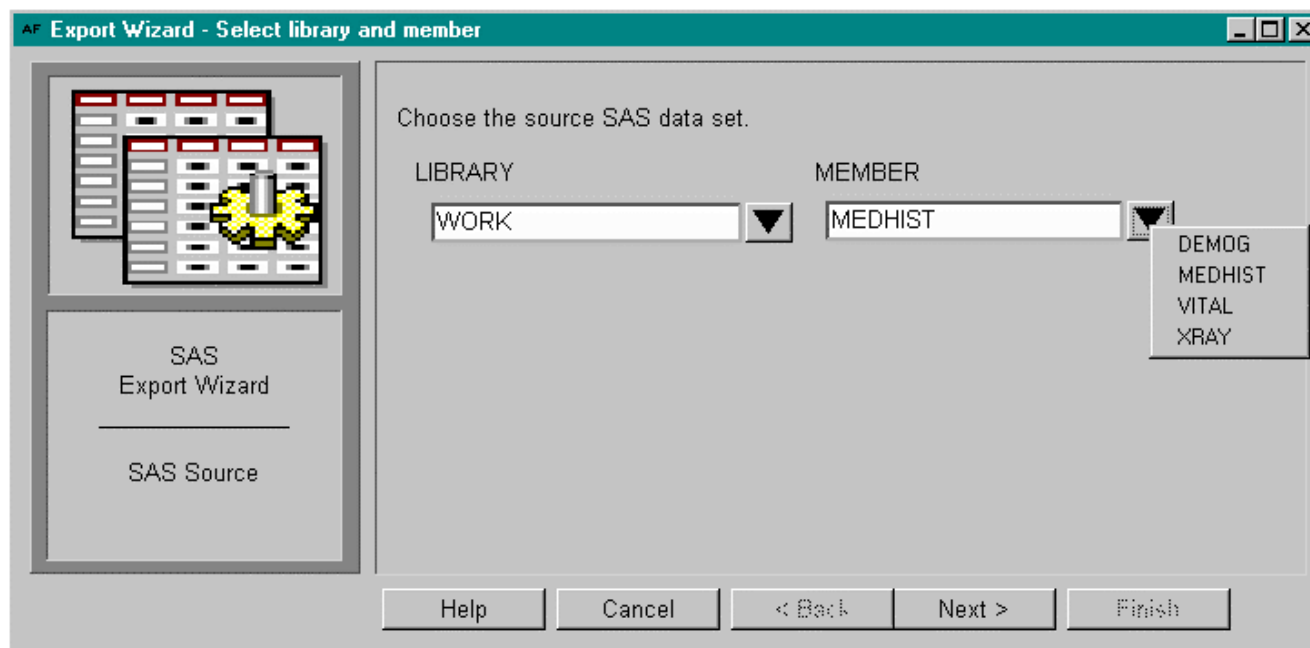 AF Export Wizard - Select library and member
Choose the source SAS data set.
LIBRARY MEMBER
WORK MEDHIST
DEMOG
MEDHIST
VITAL
XRAY
SAS
Export Wizard
SAS Source
Help Cancel < Back Next > Finish